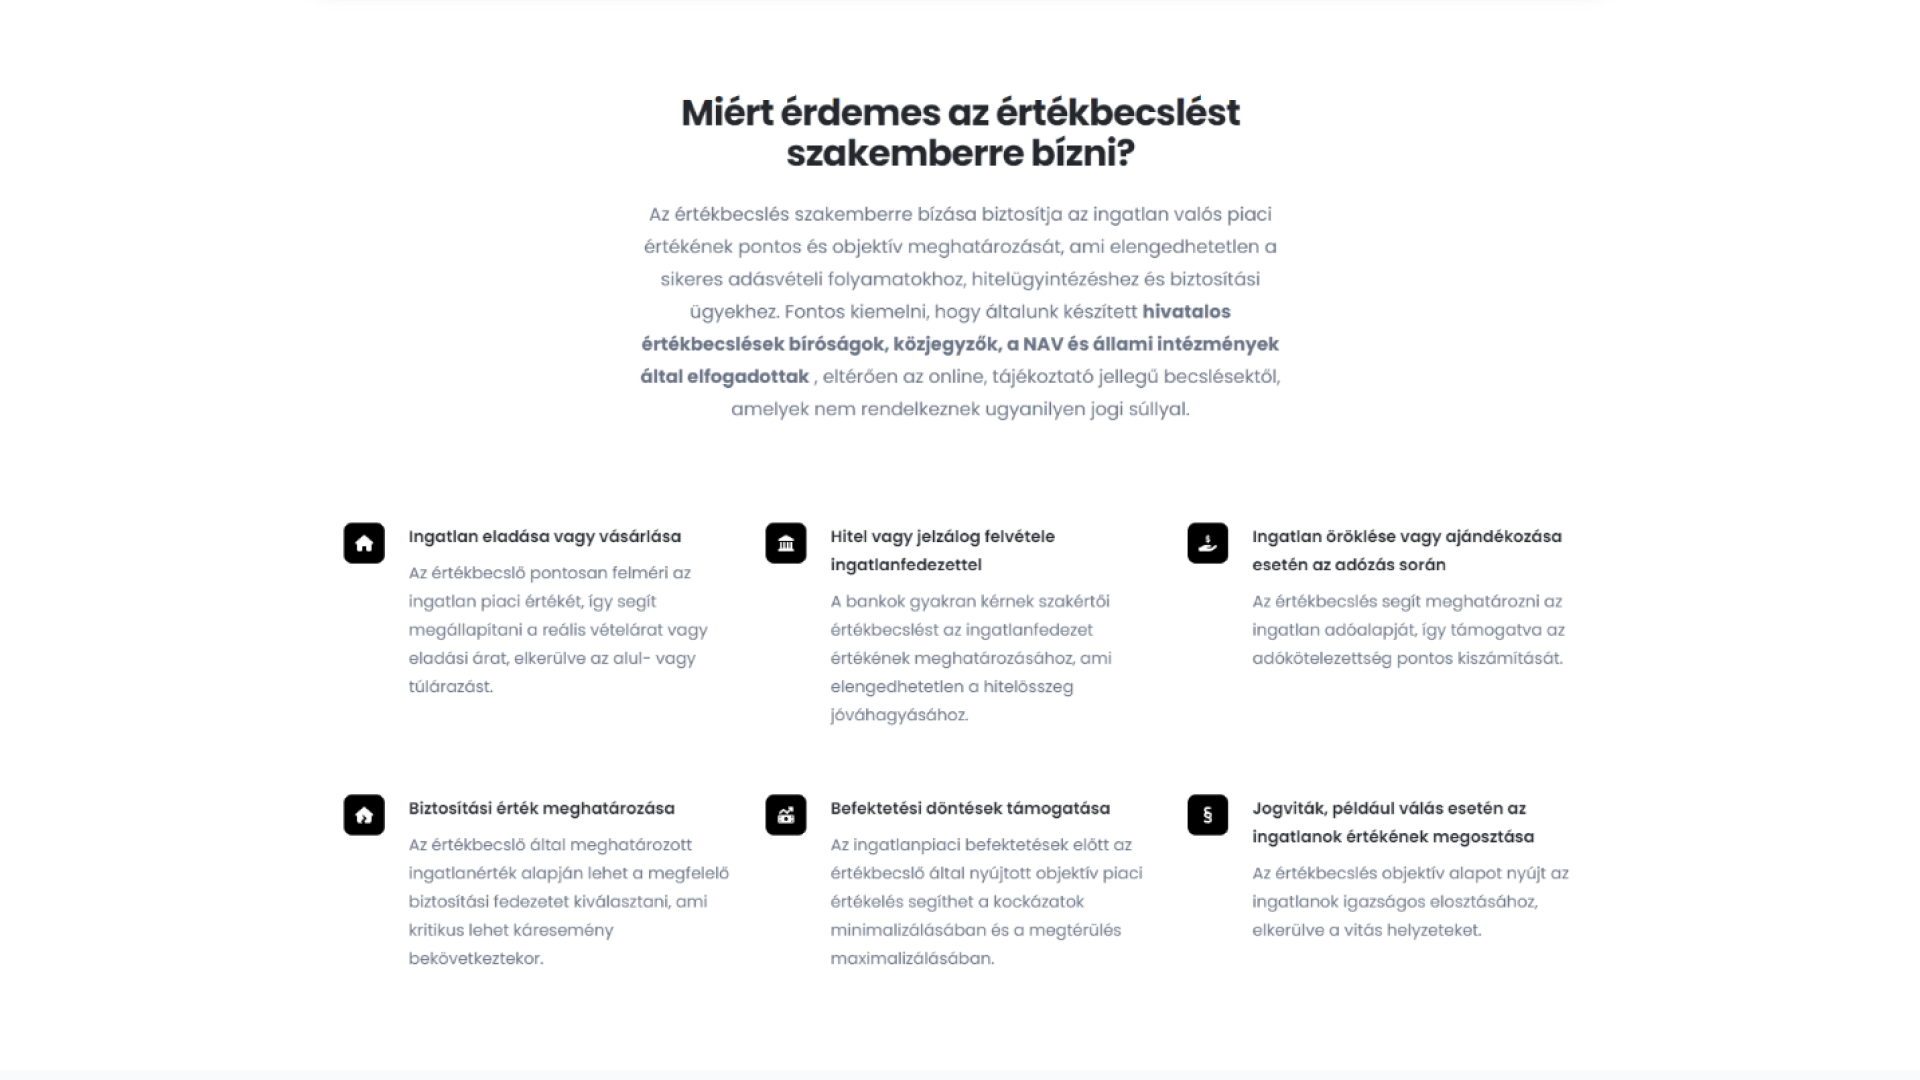 Miért érdemes az értékbecslést
szakemberre bízni?
Az értékbecslés szakemberre bízása biztosítja az ingatlan valós piaci
értékének pontos és objektív meghatározását, ami elengedhetetlen a
sikeres adásvételi folyamatokhoz, hitelügyintézéshez és biztosítási
ügyekhez. Fontos kiemelni, hogy általunk készített hivatalos
értékbecslések bíróságok, közjegyzők, a NAV és állami intézmények
által elfogadottak , eltérően az online, tájékoztató jellegű becslésektől,
amelyek nem rendelkeznek ugyanilyen jogi súllyal.
Ingatlan eladása vagy vásárlása
Az értékbecslő pontosan felméri az
ingatlan piaci értékét, így segít
megállapítani a reális vételárat vagy
eladási árat, elkerülve az alul- vagy
túlárazást.
Hitel vagy jelzálog felvétele
ingatlanfedezettel
A bankok gyakran kérnek szakértői
értékbecslést az ingatlanfedezet
értékének meghatározásához, ami
elengedhetetlen a hitelösszeg
jóváhagyásához.
Ingatlan öröklése vagy ajándékozása
esetén az adózás során
Az értékbecslés segít meghatározni az
ingatlan adóalapját, így támogatva az
adókötelezettség pontos kiszámítását.
Biztosítási érték meghatározása
Az értékbecslő által meghatározott
ingatlanérték alapján lehet a megfelelő
biztosítási fedezetet kiválasztani, ami
kritikus lehet káresemény
bekövetkeztekor.
Befektetési döntések támogatása
Az ingatlanpiaci befektetések előtt az
értékbecslő által nyújtott objektív piaci
értékelés segíthet a kockázatok
minimalizálásában és a megtérülés
maximalizálásában.
§
Jogviták, például válás esetén az
ingatlanok értékének megosztása
Az értékbecslés objektív alapot nyújt az
ingatlanok igazságos elosztásához,
elkerülve a vitás helyzeteket.